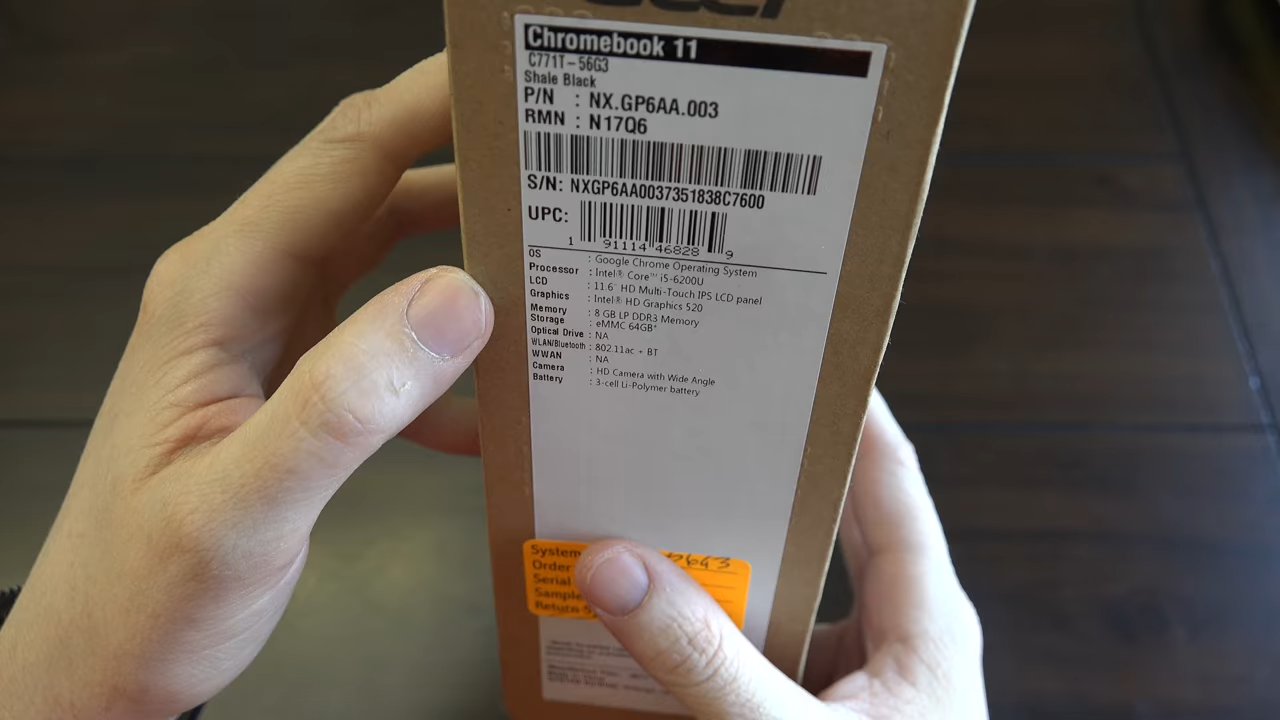 acer
Chromebook 11
C771T-56G3
Shale Black
P/N : NX.GP6AA.003
RMN : N17Q6
S/N: NXGP6AA0037351838C7600
UPC:
1 91114 46828 9
OS : Google Chrome Operating System
Processor : Intel® Core™ i5-6200U
LCD : 11.6" HD Multi-Touch IPS LCD panel
Graphics : Intel® HD Graphics 520
Memory : 8 GB LP DDR3 Memory
Storage : eMMC 64GB*
Optical Drive : NA
WLAN/Bluetooth : 802.11ac + BT
WWAN : NA
Camera : HD Camera with Wide Angle
Battery : 3-cell Li-Polymer battery
System 56G3
Order
Serial
Sample
Return